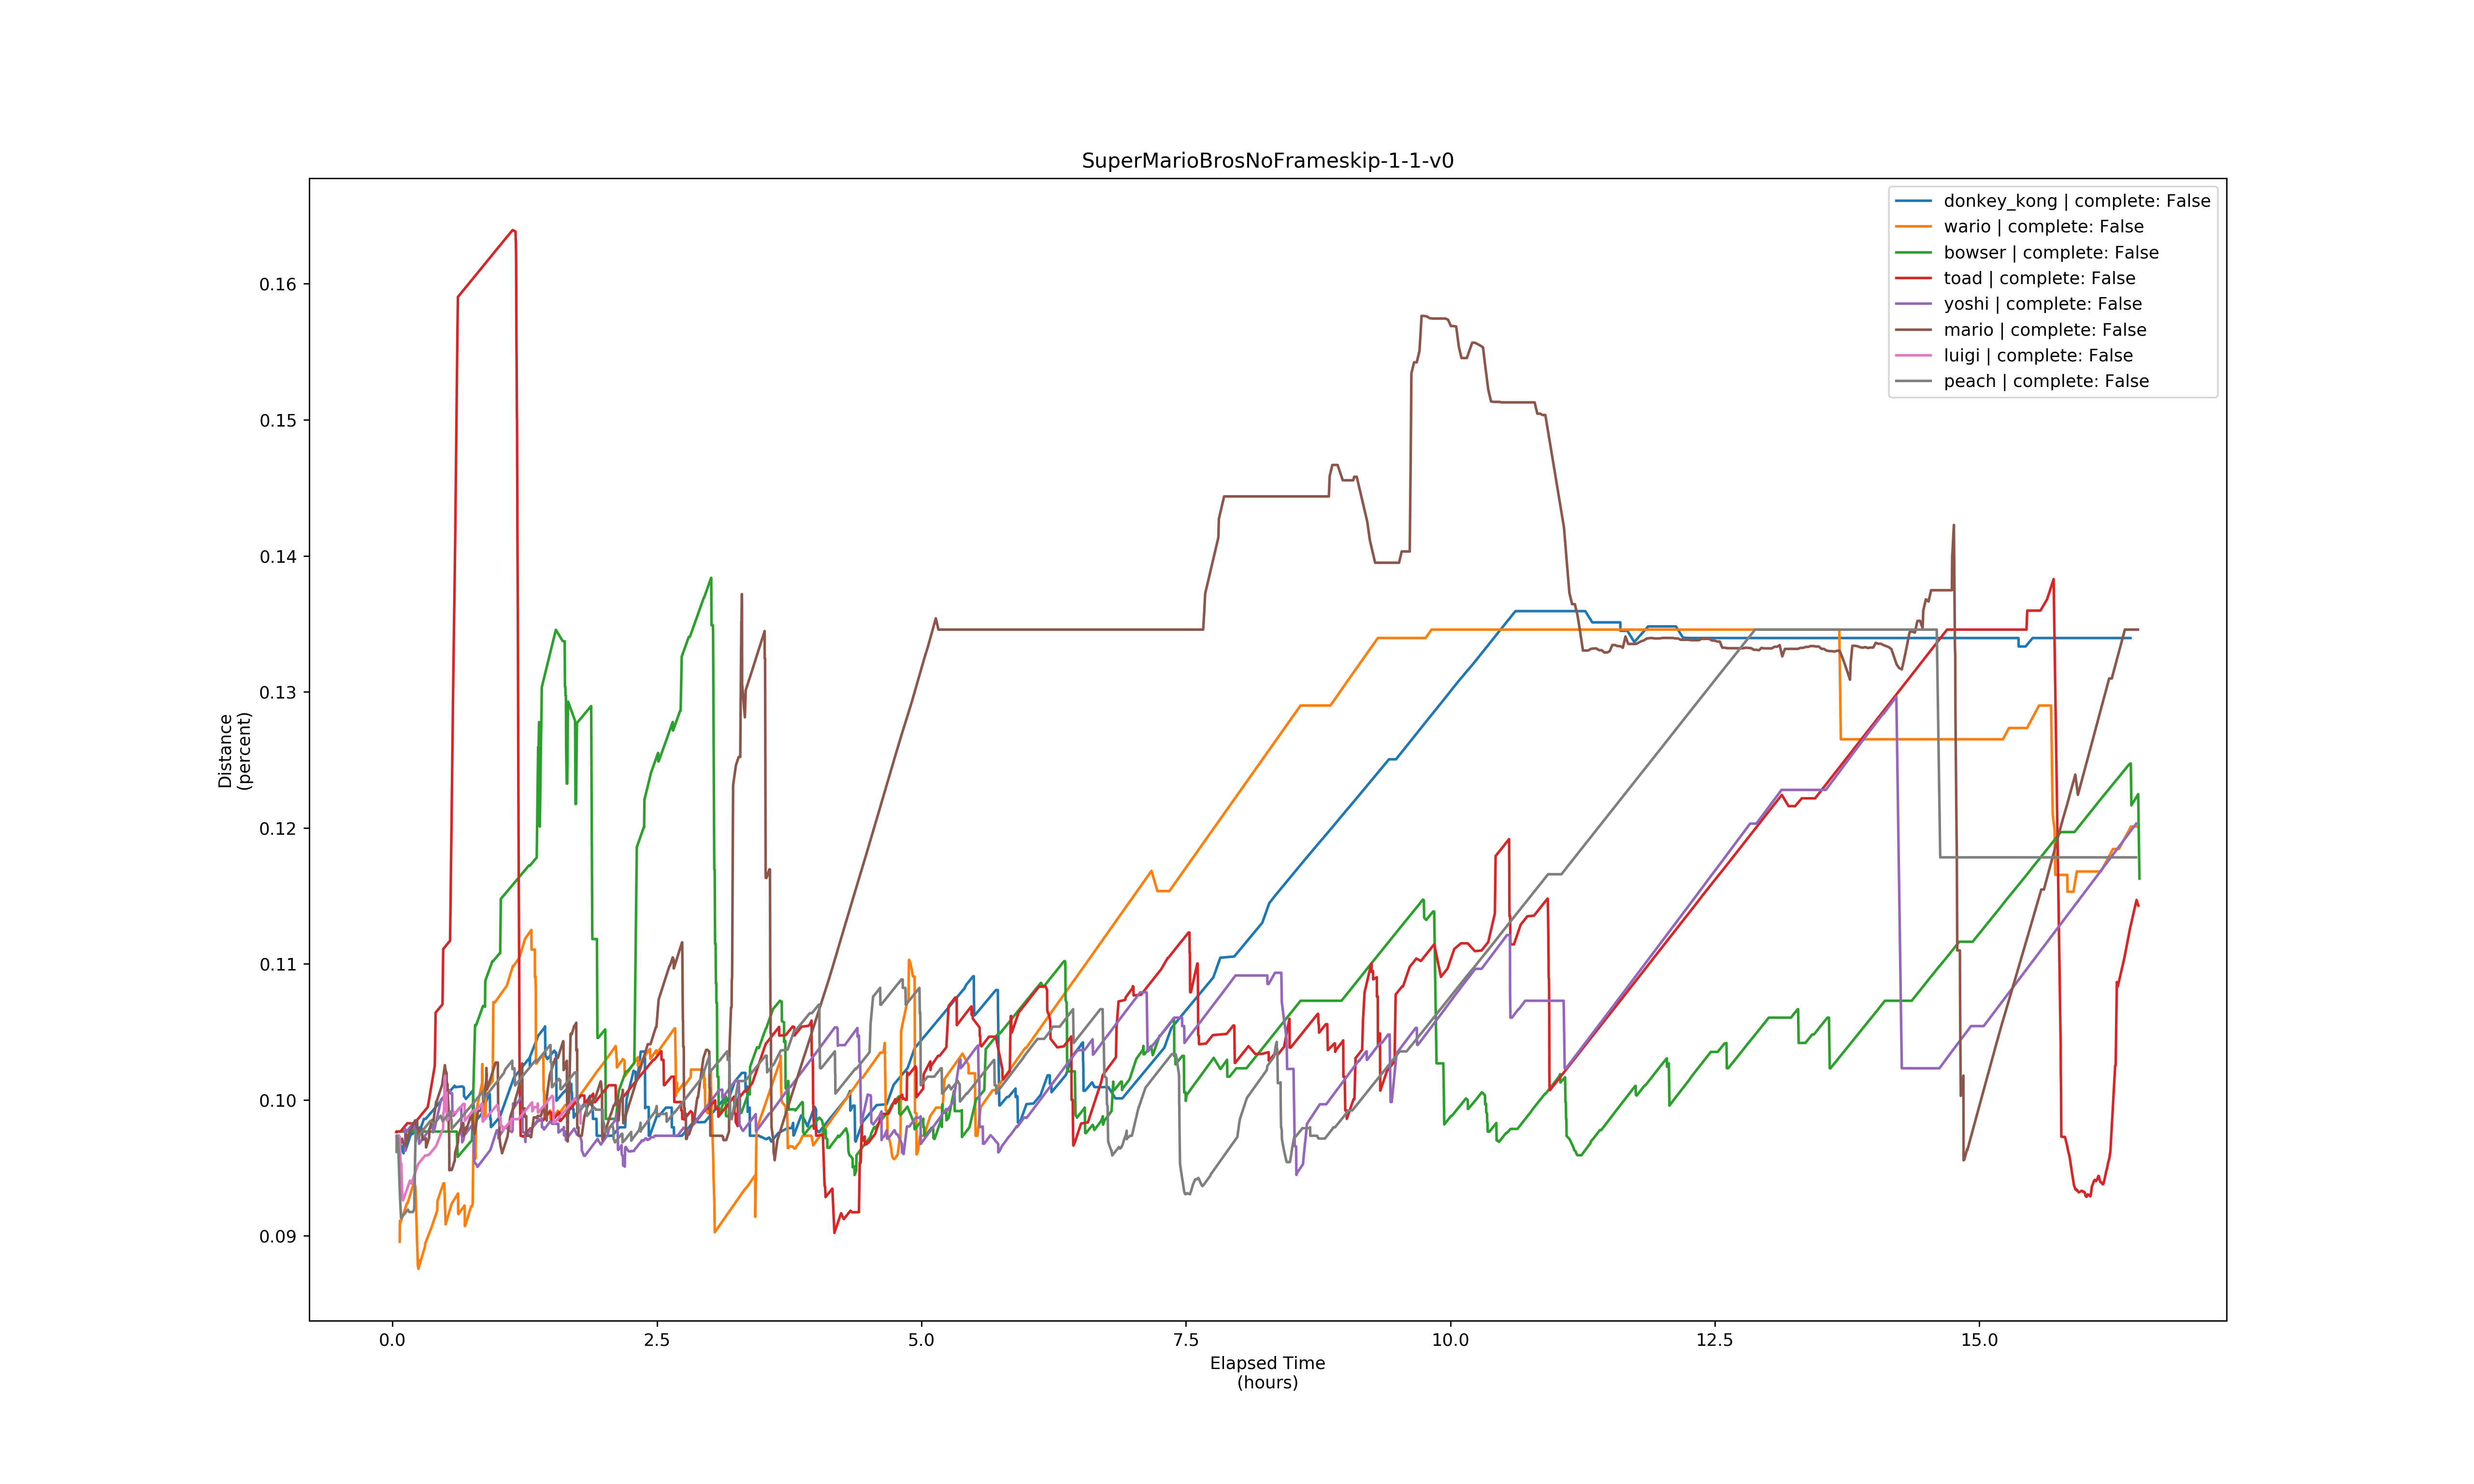 SuperMarioBrosNoFrameskip-1-1-v0
donkey_kong | complete: False
wario | complete: False
bowser | complete: False
toad | complete: False
yoshi | complete: False
mario | complete: False
luigi | complete: False
peach | complete: False
0.16
0.15
0.14
0.13
0.12
0.11
0.10
0.09
Distance
(percent)
0.0 2.5 5.0 7.5 10.0 12.5 15.0
Elapsed Time
(hours)